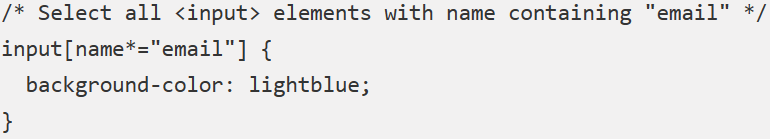 /* Select all <input> elements with name containing "email" */
input[name*="email"] {
  background-color: lightblue;
}